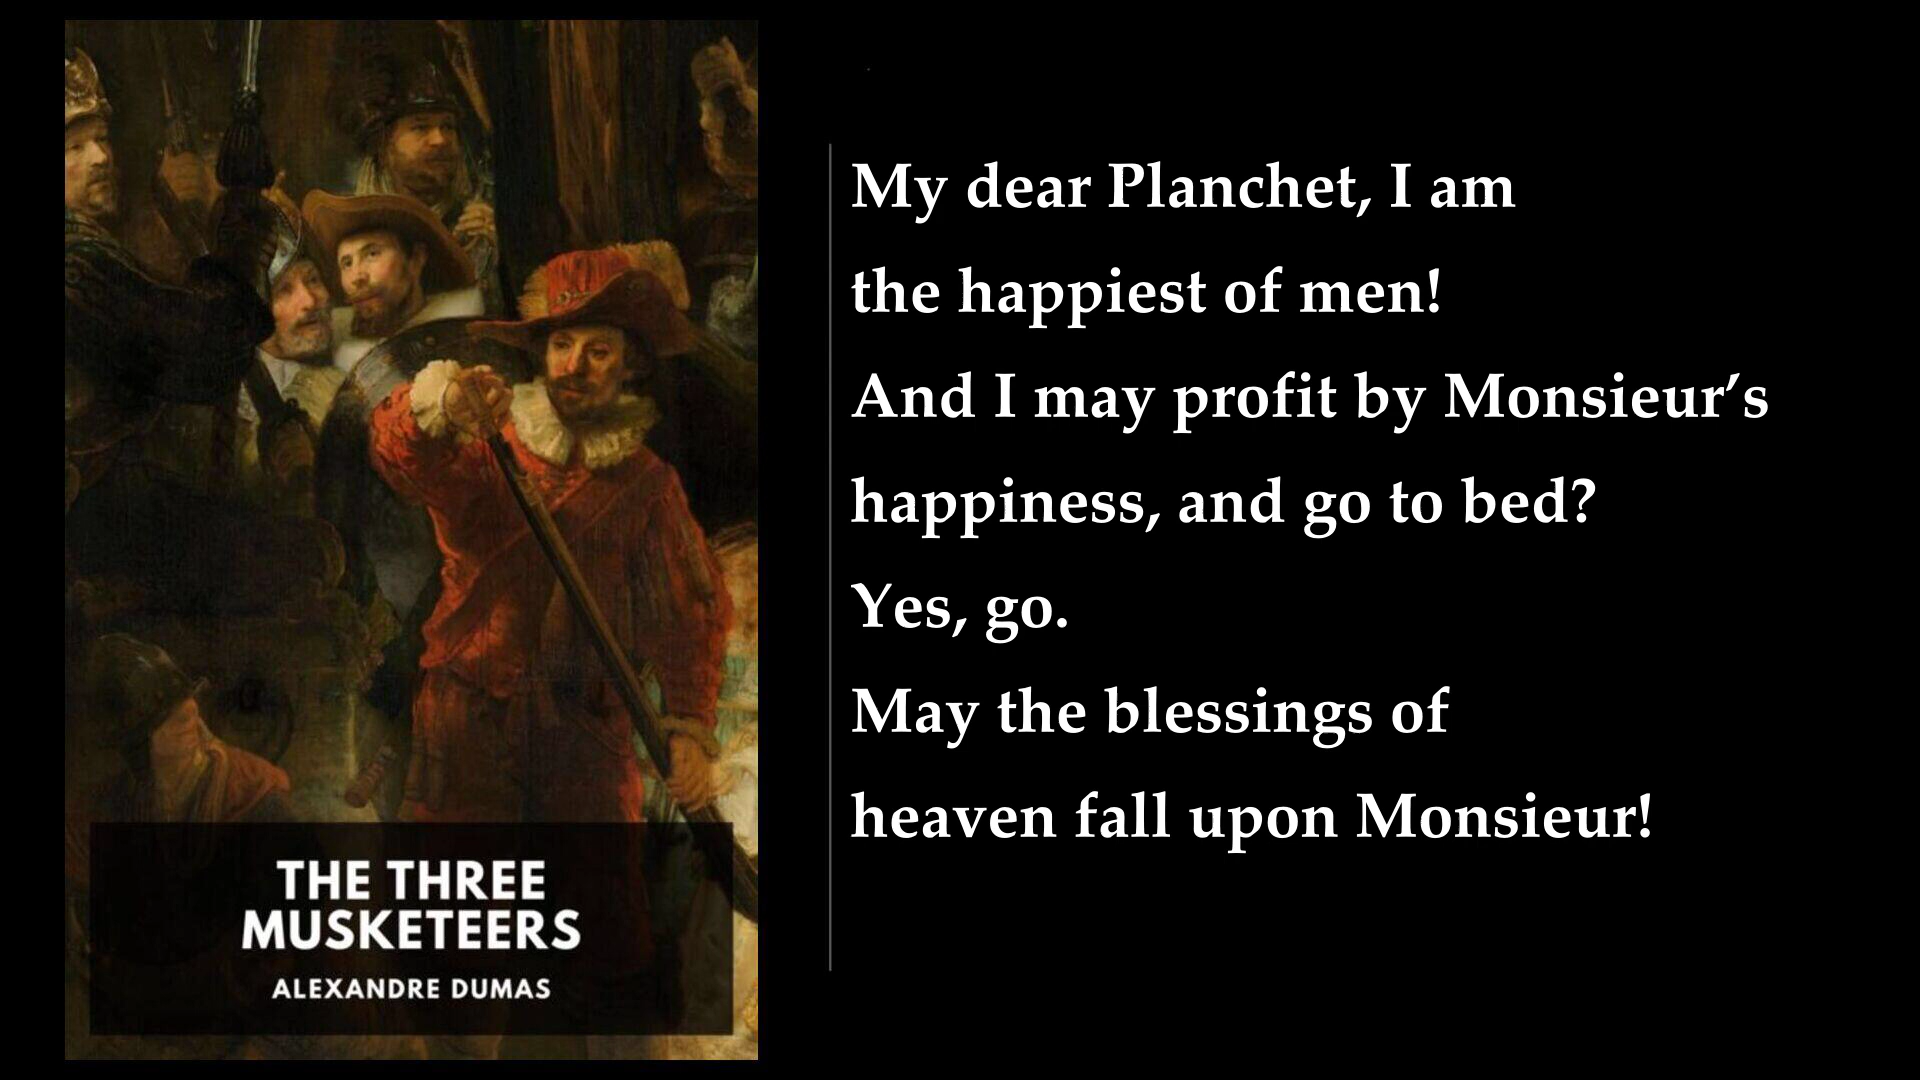 THE THREE
MUSKETEERS
ALEXANDRE DUMAS
My dear Planchet, I am
the happiest of men!
And I may profit by Monsieur’s
happiness, and go to bed?
Yes, go.
May the blessings of
heaven fall upon Monsieur!